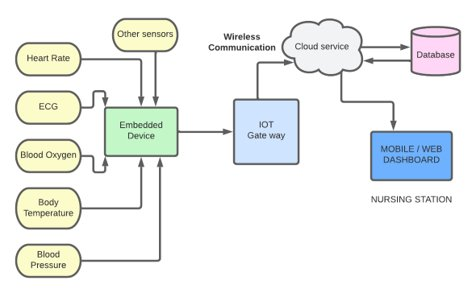 Other sensors
Heart Rate
ECG
Blood Oxygen
Body
Temperature
Blood
Pressure
Embedded
Device
IOT
Gate way
Wireless
Communication
Cloud service
Database
MOBILE / WEB
DASHBOARD
NURSING STATION